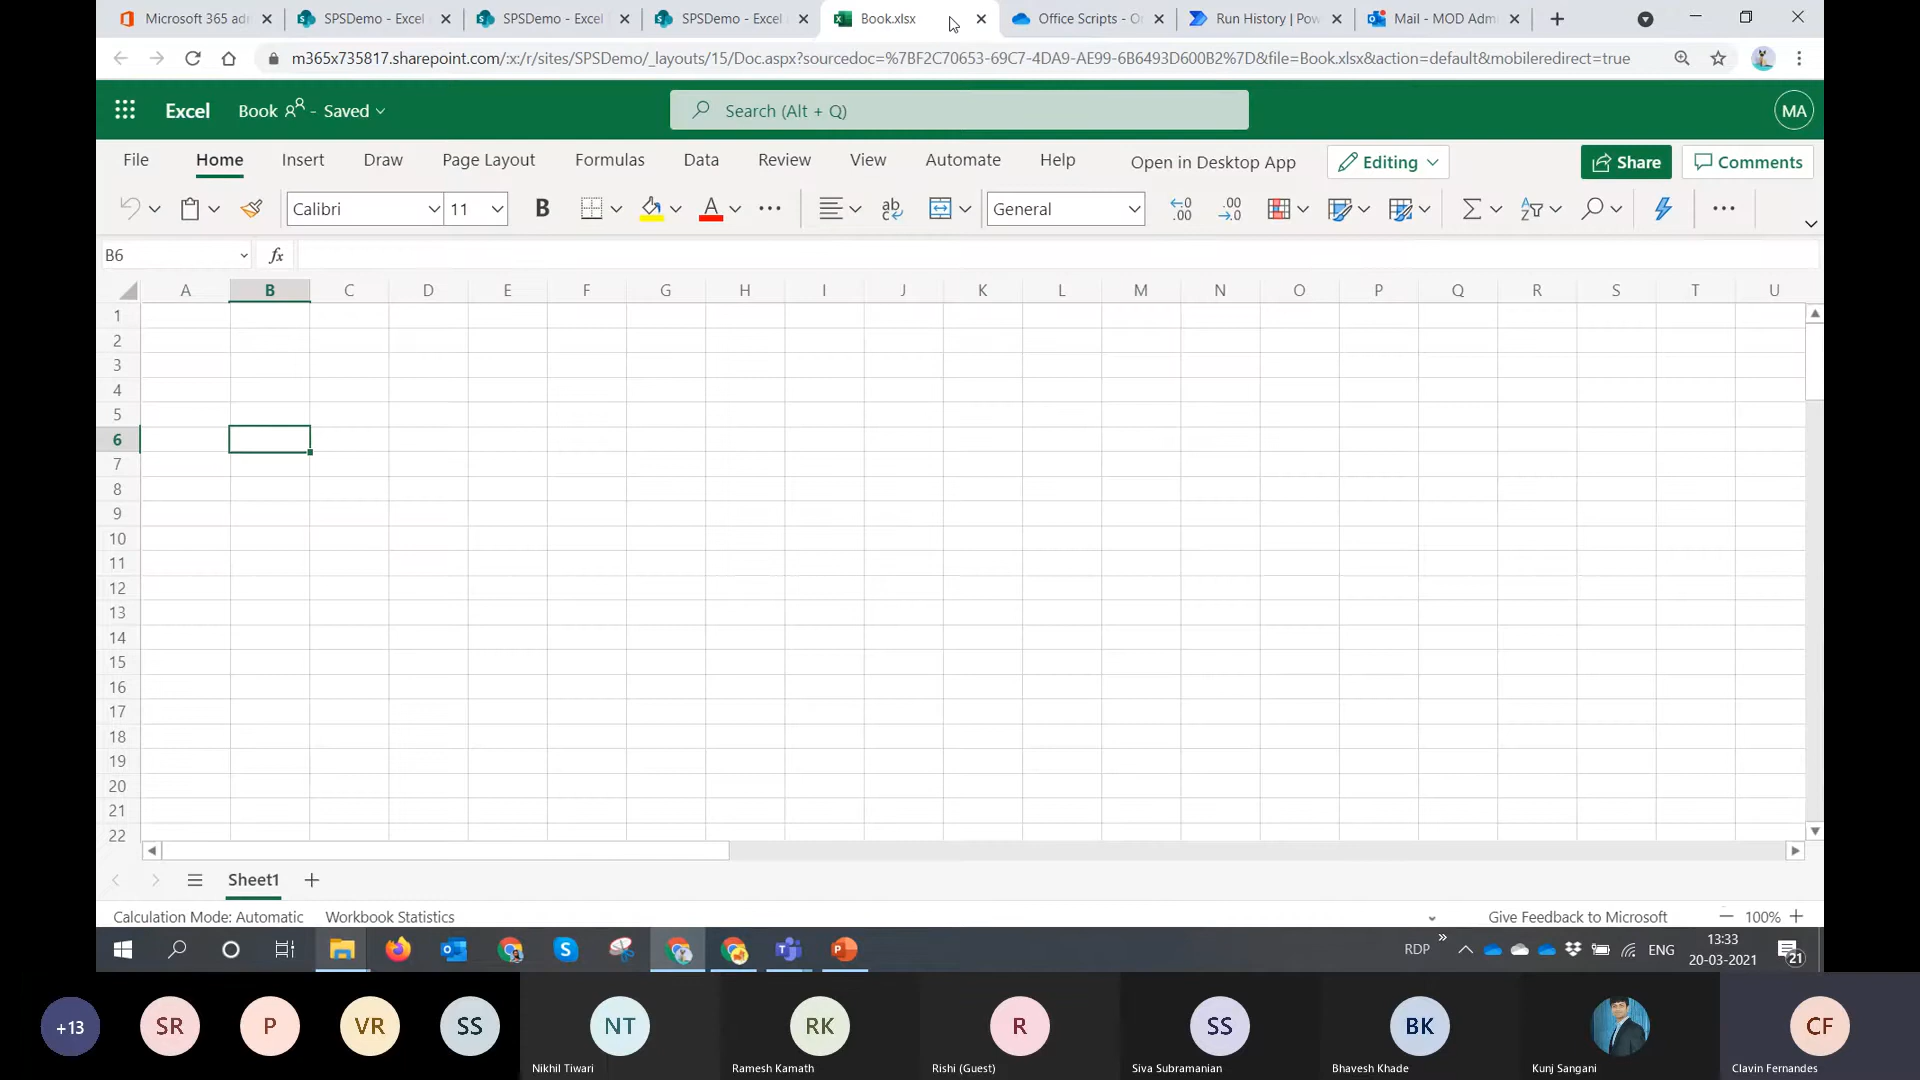 Microsoft 365 adm
SPSDemo - Excel
SPSDemo - Excel
SPSDemo - Excel
Book.xlsx
Office Scripts - O
Run History | Pow
Mail - MOD Admi
m365x735817.sharepoint.com/:x:/r/sites/SPSDemo/_layouts/15/Doc.aspx?sourcedoc=%7BF2C70653-69C7-4DA9-AE99-6B6493D600B2%7D&file=Book.xlsx&action=default&mobileredirect=true
Excel
Book - Saved
Search (Alt + Q)
MA
File Home Insert Draw Page Layout Formulas Data Review View Automate Help Open in Desktop App Editing Share Comments
Calibri 11 B A ab c General .00 .00
B6 fx
A B C D E F G H I J K L M N O P Q R S T U
1
2
3
4
5
6
7
8
9
10
11
12
13
14
15
16
17
18
19
20
21
22
Sheet1
Calculation Mode: Automatic Workbook Statistics Give Feedback to Microsoft 100%
RDP ENG 13:33
20-03-2021
21
+13 SR P VR SS NT RK R SS BK CF
Nikhil Tiwari Ramesh Kamath Rishi (Guest) Siva Subramanian Bhavesh Khade Kunj Sangani Clavin Fernandes